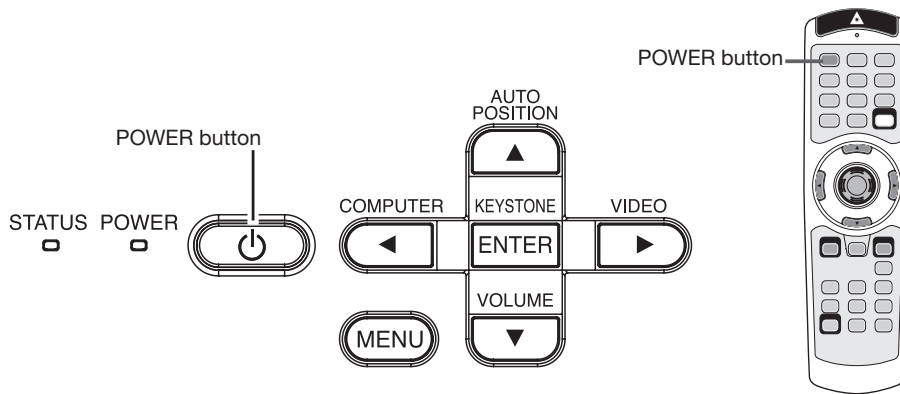 POWER button
AUTO
POSITION
POWER button
STATUS
POWER
COMPUTER
KEYSTONE
VIDEO
ENTER
VOLUME
MENU